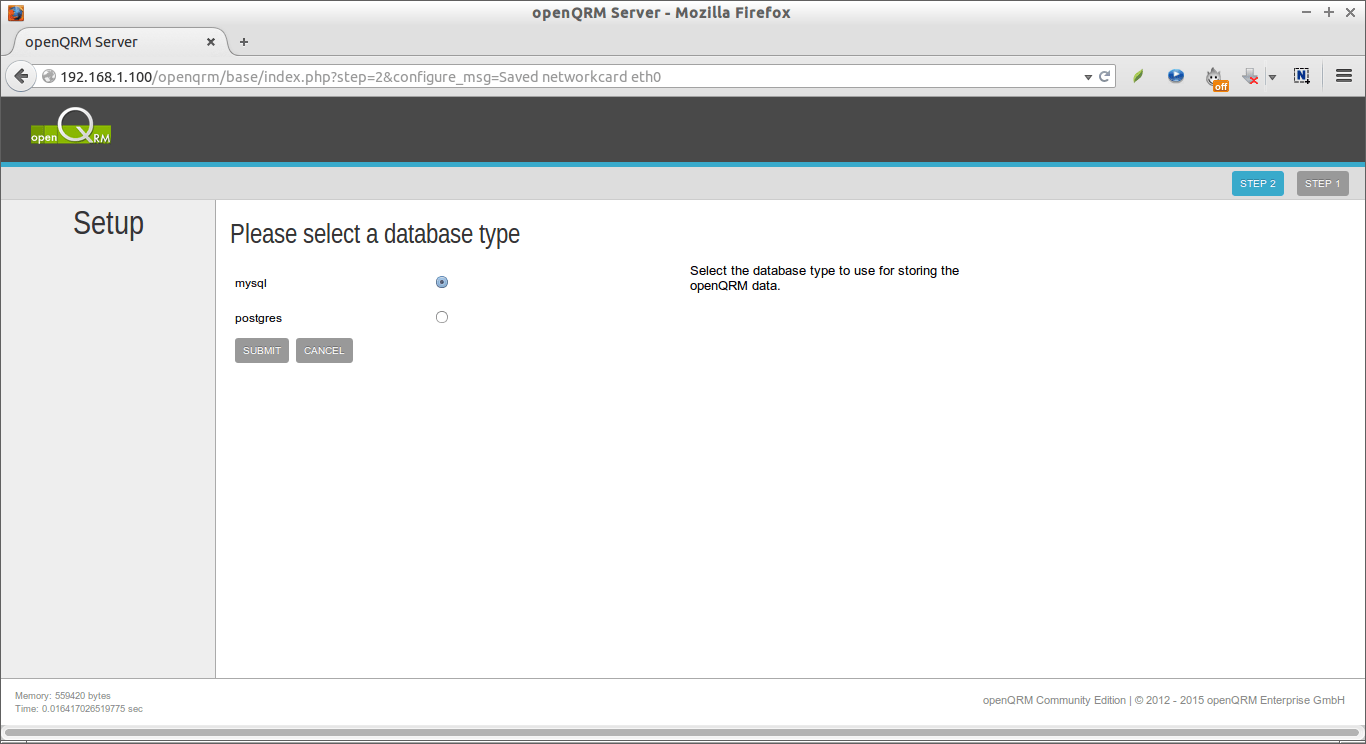 openQRM Server - Mozilla Firefox
openQRM Server
192.168.1.100/openqrm/base/index.php?step=2&configure_msg=Saved networkcard eth0
off
N
openQRM
STEP 2
STEP 1
Setup
Please select a database type
mysql
Select the database type to use for storing the
openQRM data.
postgres
SUBMIT
CANCEL
Memory: 559420 bytes
Time: 0.016417026519775 sec
openQRM Community Edition | © 2012 - 2015 openQRM Enterprise GmbH